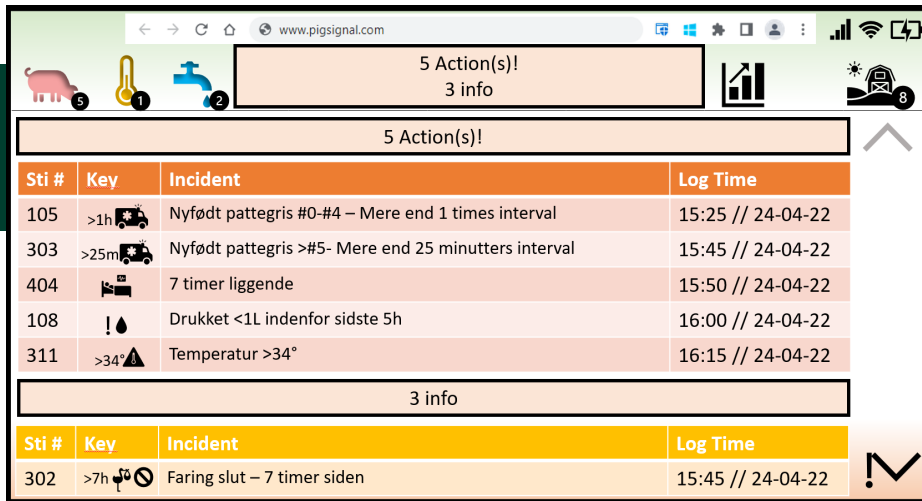 www.pigsignal.com
5 Action(s)!
3 info
5
1
2
8
5 Action(s)!
Sti # Key Incident Log Time
105 >1h Nyfødt pattegris #0-#4 – Mere end 1 times interval 15:25 // 24-04-22
303 >25m Nyfødt pattegris >#5- Mere end 25 minutters interval 15:45 // 24-04-22
404 7 timer liggende 15:50 // 24-04-22
108 ! Drukket <1L indenfor sidste 5h 16:00 // 24-04-22
311 >34° Temperatur >34° 16:15 // 24-04-22
3 info
Sti # Key Incident Log Time
302 >7h Faring slut – 7 timer siden 15:45 // 24-04-22